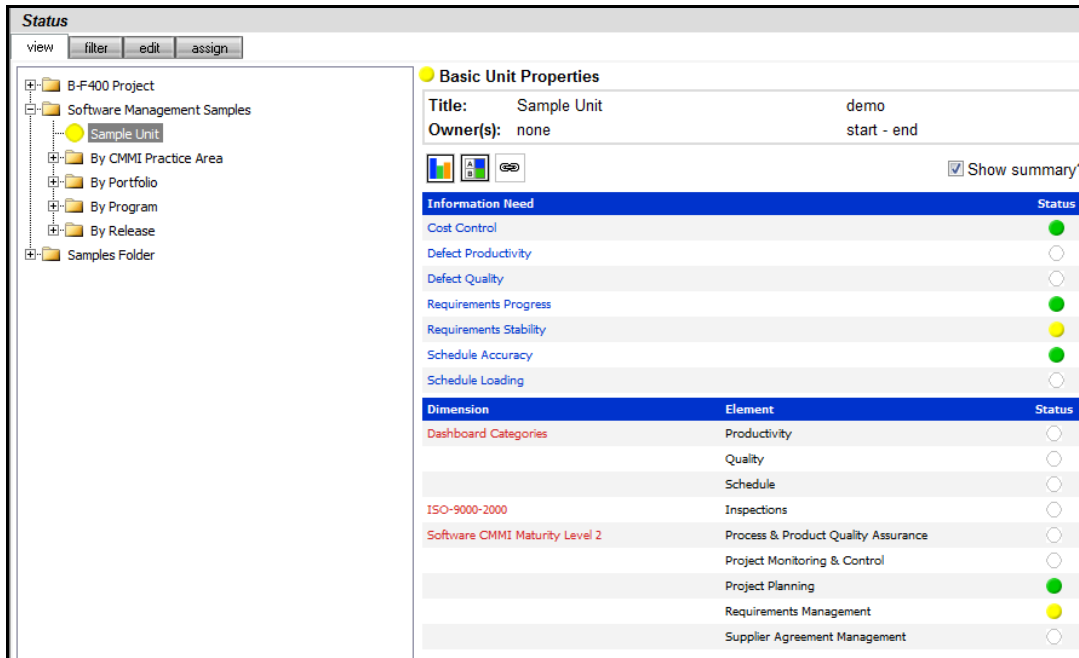 Status
view filter edit assign
B-F400 Project
Software Management Samples
Sample Unit
By CMMI Practice Area
By Portfolio
By Program
By Release
Samples Folder
Basic Unit Properties
Title: Sample Unit demo
Owner(s): none start - end
A
B
Show summary?
Information Need Status
Cost Control
Defect Productivity
Defect Quality
Requirements Progress
Requirements Stability
Schedule Accuracy
Schedule Loading
Dimension Element Status
Dashboard Categories Productivity
Quality
Schedule
ISO-9000-2000 Inspections
Software CMMI Maturity Level 2 Process & Product Quality Assurance
Project Monitoring & Control
Project Planning
Requirements Management
Supplier Agreement Management